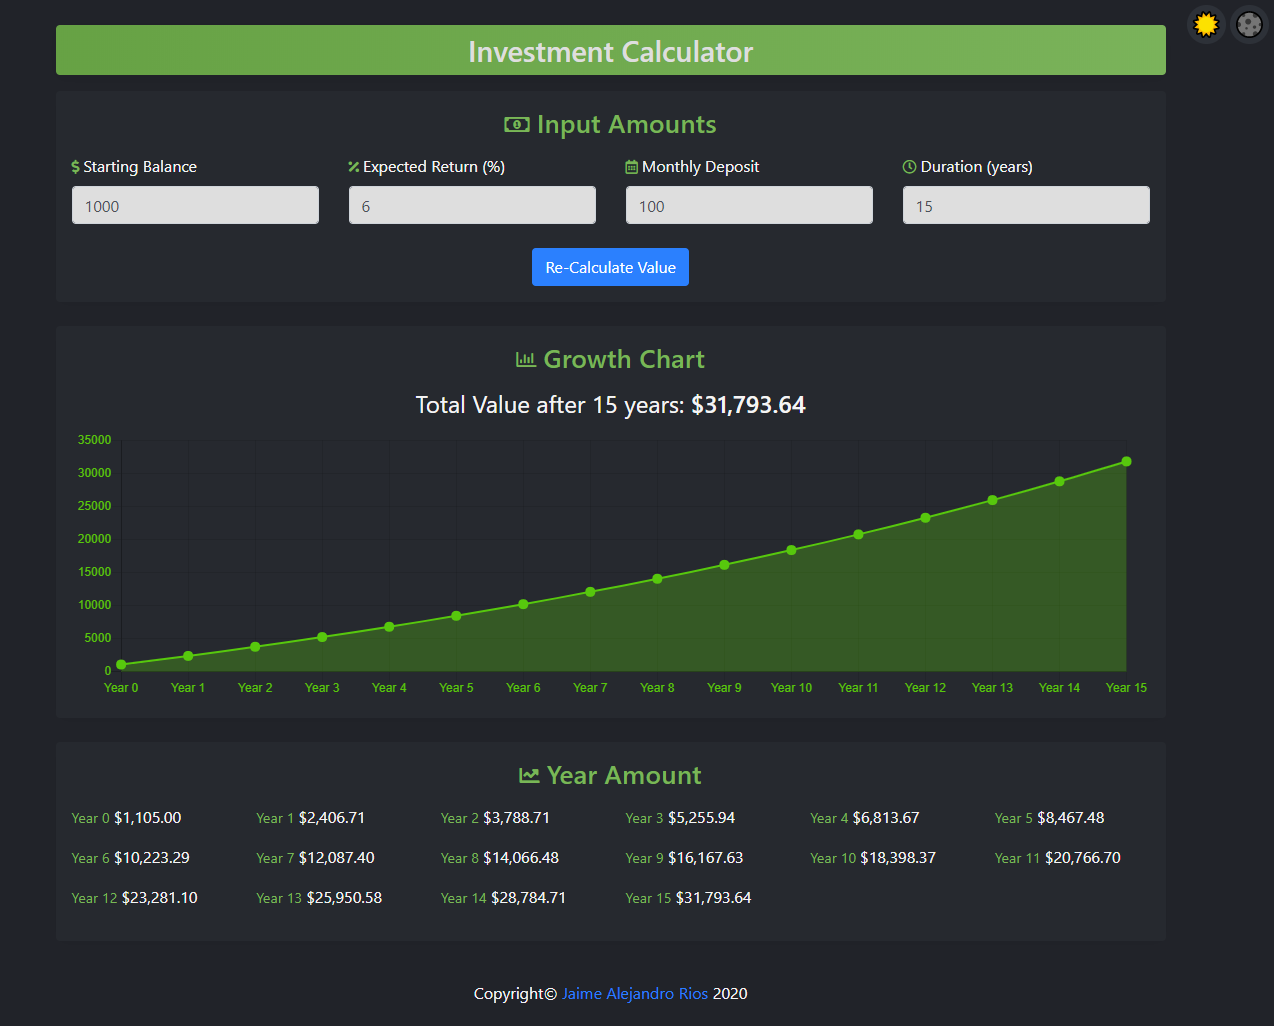 Investment Calculator
Input Amounts
Starting Balance Expected Return (%) Monthly Deposit Duration (years)
1000 6 100 15
Re-Calculate Value
Growth Chart
Total Value after 15 years: $31,793.64
35000
30000
25000
20000
15000
10000
5000
0
Year 0 Year 1 Year 2 Year 3 Year 4 Year 5 Year 6 Year 7 Year 8 Year 9 Year 10 Year 11 Year 12 Year 13 Year 14 Year 15
Year Amount
Year 0 $1,105.00 Year 1 $2,406.71 Year 2 $3,788.71 Year 3 $5,255.94 Year 4 $6,813.67 Year 5 $8,467.48
Year 6 $10,223.29 Year 7 $12,087.40 Year 8 $14,066.48 Year 9 $16,167.63 Year 10 $18,398.37 Year 11 $20,766.70
Year 12 $23,281.10 Year 13 $25,950.58 Year 14 $28,784.71 Year 15 $31,793.64
Copyright© Jaime Alejandro Rios 2020